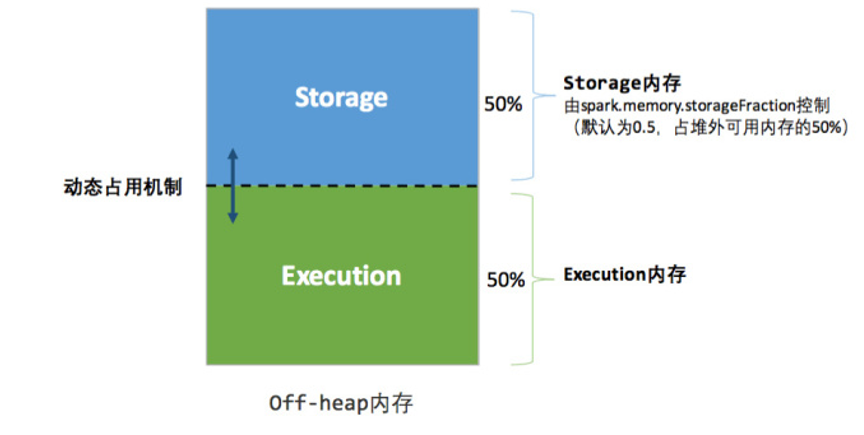 Storage
50%
Storage内存
由spark.memory.storageFraction控制
（默认为0.5，占堆外可用内存的50%）
动态占用机制
Execution
50%
Execution内存
Off-heap内存